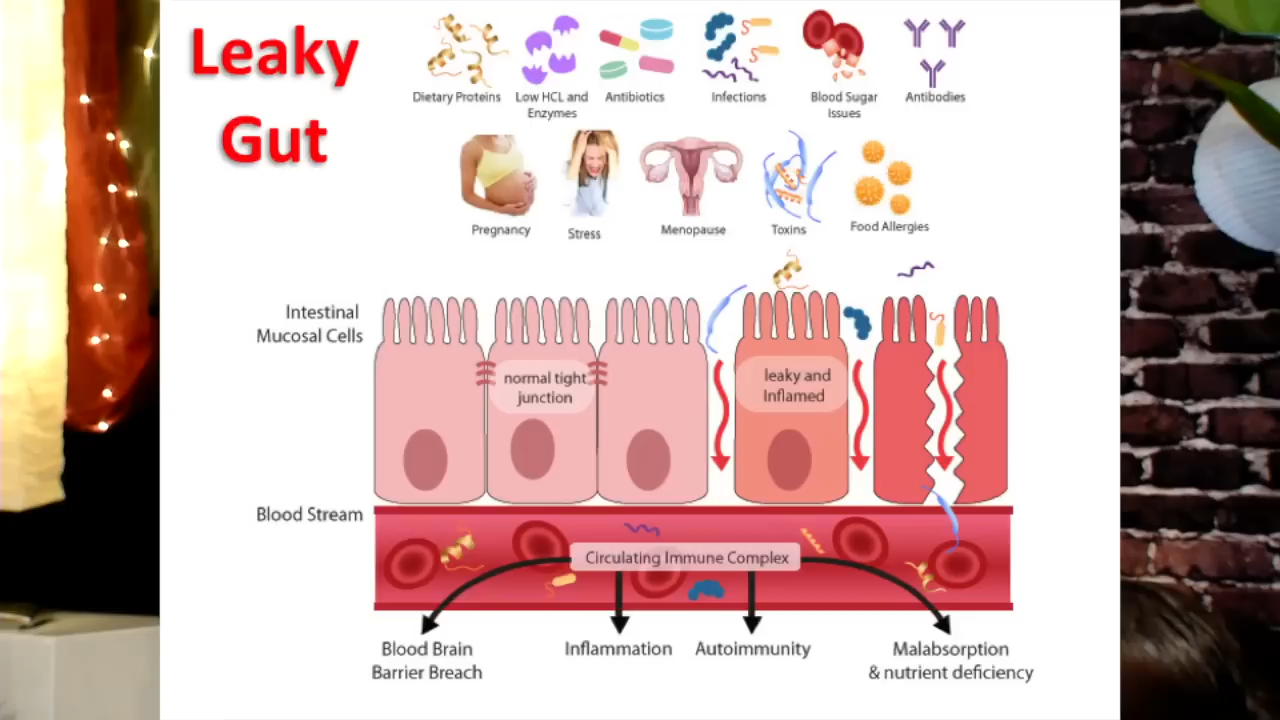 Leaky
Gut
Dietary Proteins
Low HCL and
Enzymes
Antibiotics
Infections
Blood Sugar
Issues
Antibodies
Pregnancy
Stress
Menopause
Toxins
Food Allergies
Intestinal
Mucosal Cells
normal tight
junction
leaky and
Inflamed
Blood Stream
Circulating Immune Complex
Blood Brain
Barrier Breach
Inflammation
Autoimmunity
Malabsorption
& nutrient deficiency